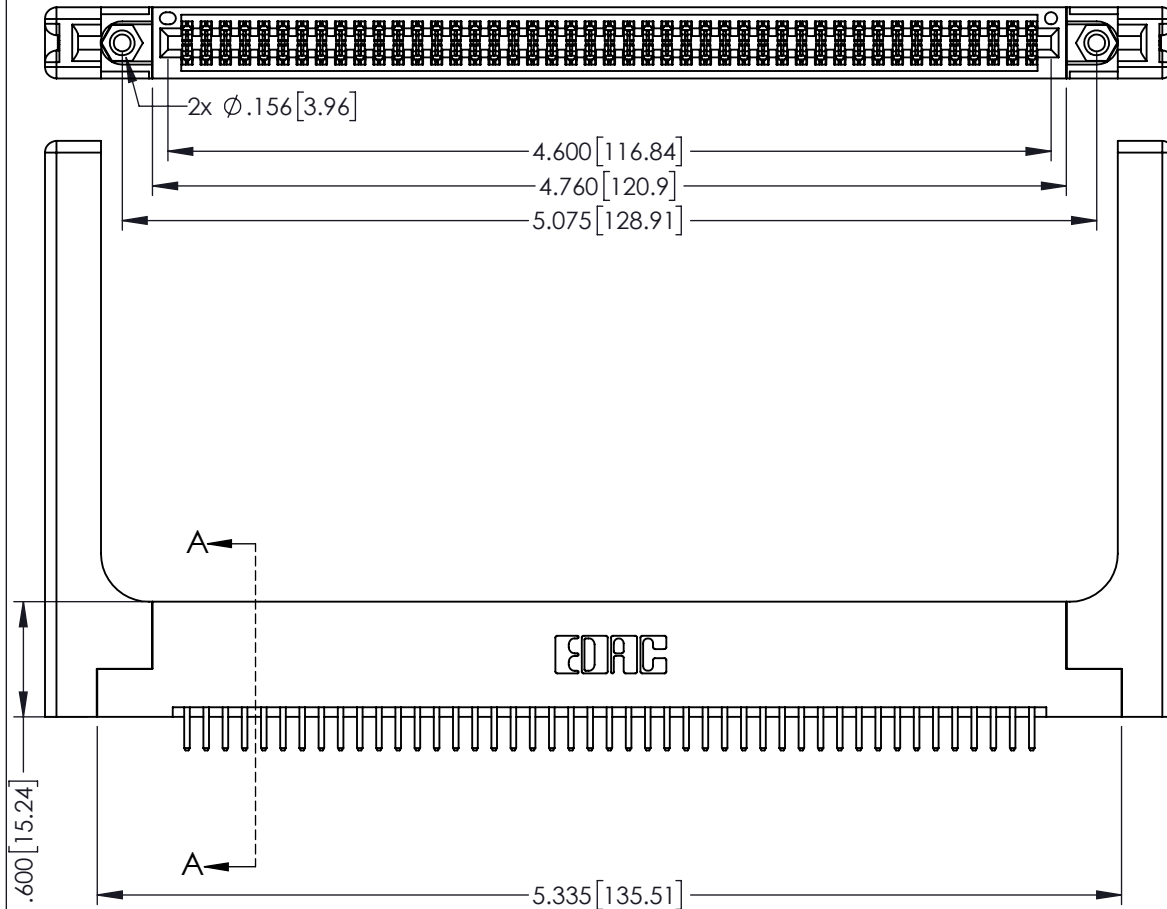 2x ∅.156[3.96]
4.600[116.84]
4.760[120.9]
5.075[128.91]
A
EDAC
.600[15.24]
A
5.335[135.51]